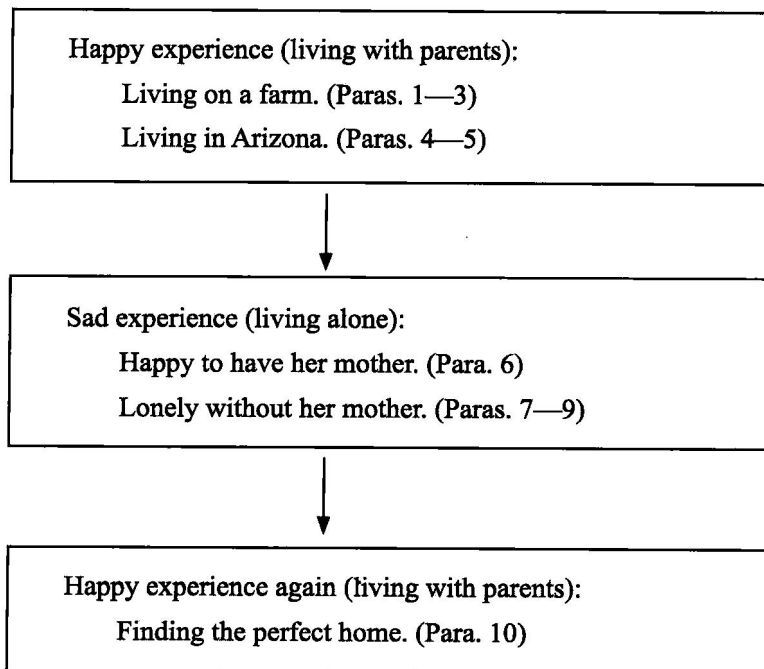 Happy experience (living with parents):
Living on a farm. (Paras. 1—3)
Living in Arizona. (Paras. 4—5)
Sad experience (living alone):
Happy to have her mother. (Para. 6)
Lonely without her mother. (Paras. 7—9)
Happy experience again (living with parents):
Finding the perfect home. (Para. 10)